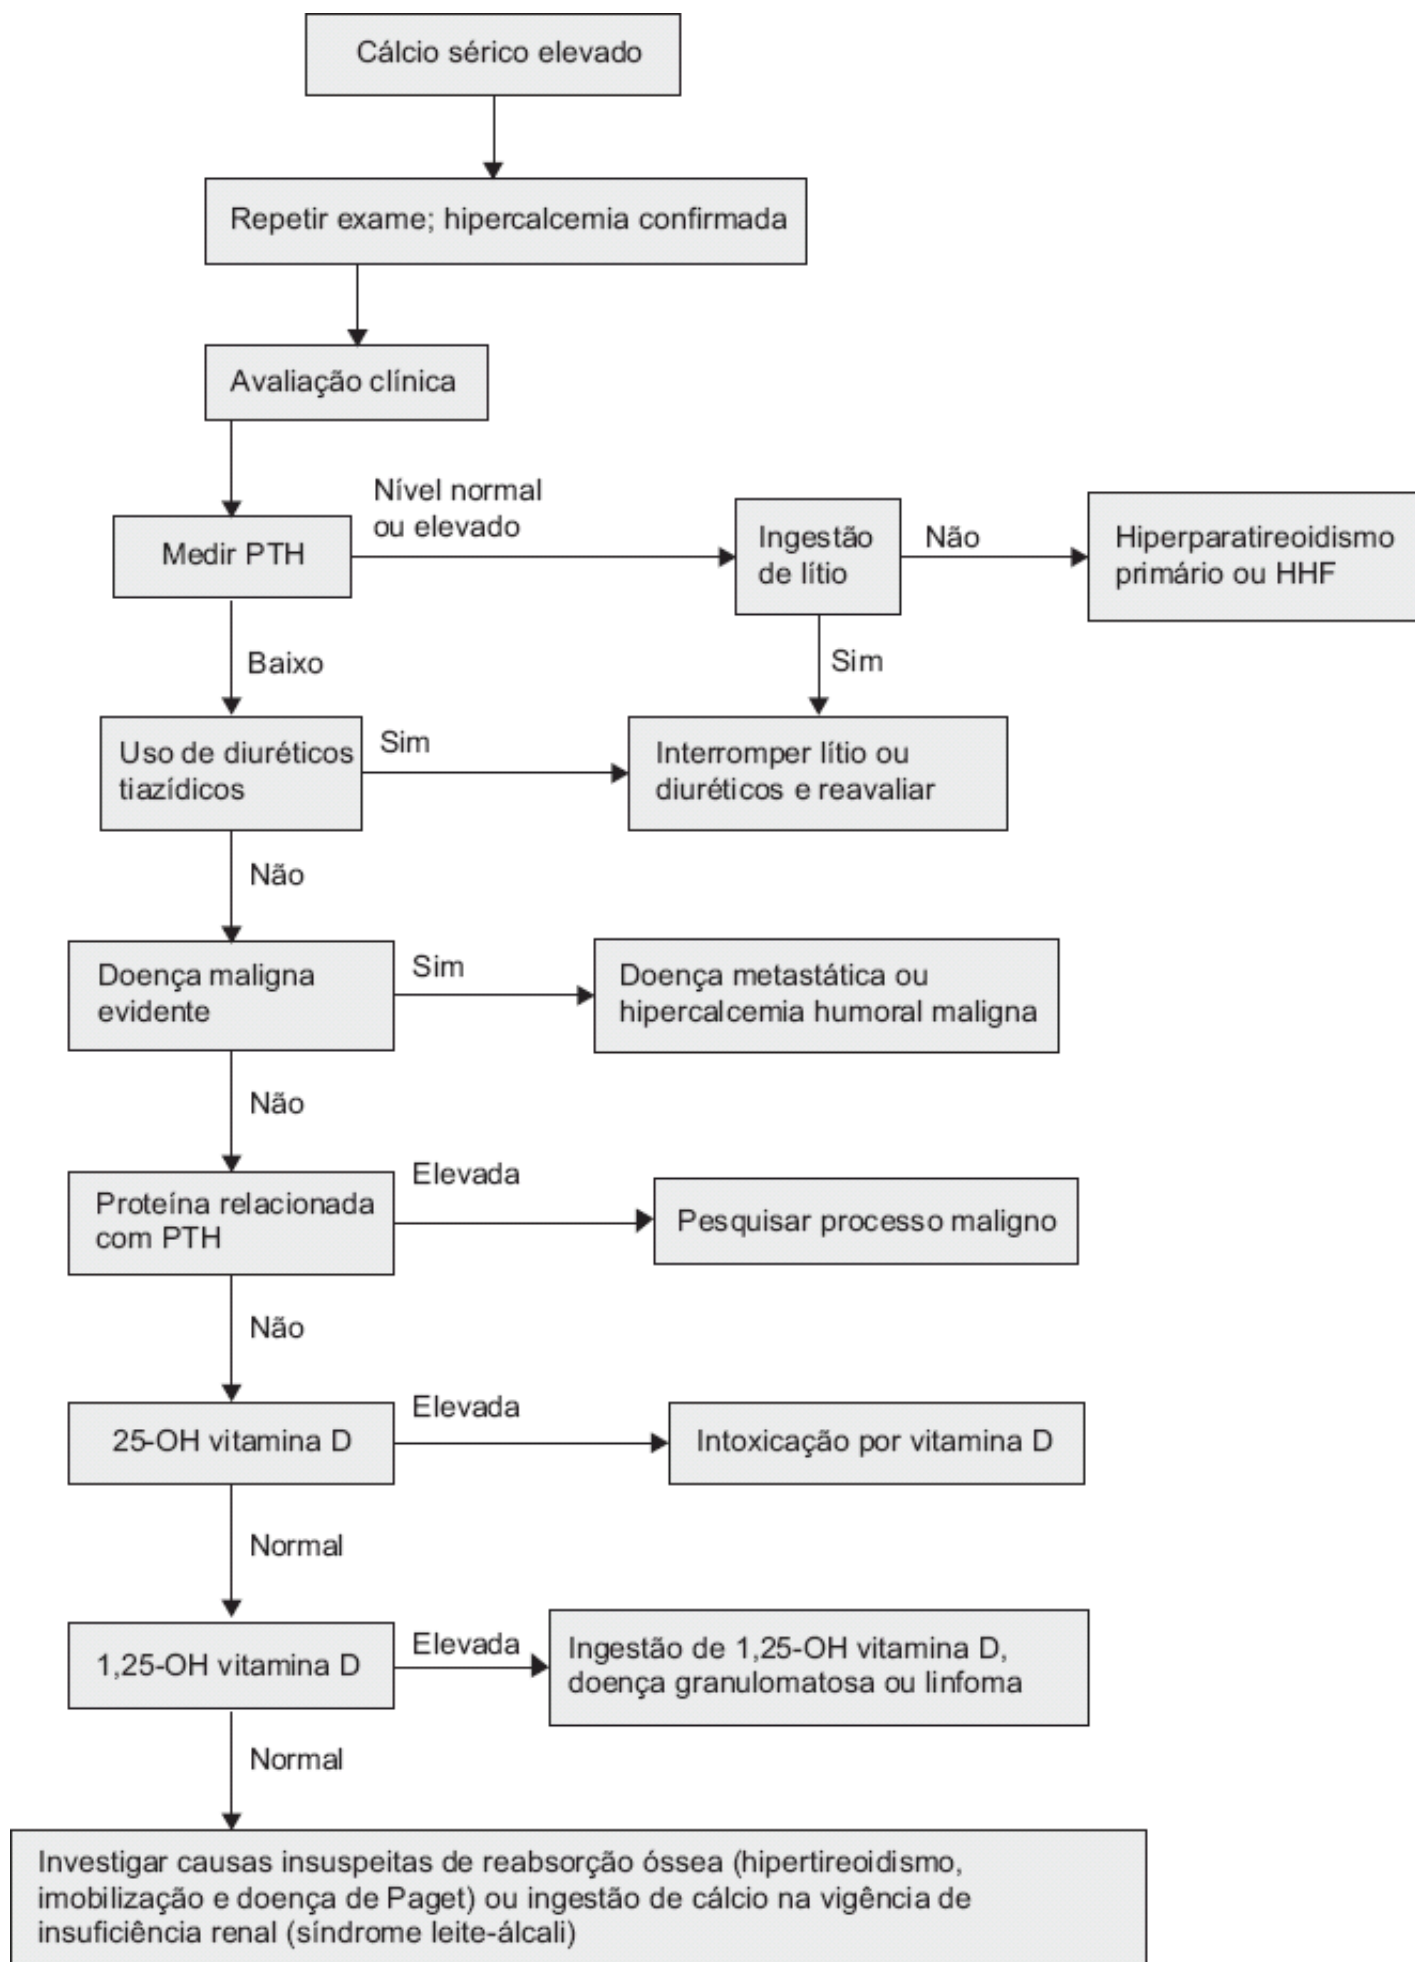 Cálcio sérico elevado
Repetir exame; hipercalcemia confirmada
Avaliação clínica
Medir PTH
Nível normal
ou elevado
Ingestão
de lítio
Não
Hiperparatireoidismo
primário ou HHF
Baixo
Sim
Uso de diuréticos
tiazídicos
Sim
Interromper lítio ou
diuréticos e reavaliar
Não
Doença maligna
evidente
Sim
Doença metastática ou
hipercalcemia humoral maligna
Não
Proteína relacionada
com PTH
Elevada
Pesquisar processo maligno
Não
25-OH vitamina D
Elevada
Intoxicação por vitamina D
Normal
1,25-OH vitamina D
Elevada
Ingestão de 1,25-OH vitamina D,
doença granulomatosa ou linfoma
Normal
Investigar causas insuspeitas de reabsorção óssea (hipertireoidismo,
imobilização e doença de Paget) ou ingestão de cálcio na vigência de
insuficiência renal (síndrome leite-álcali)